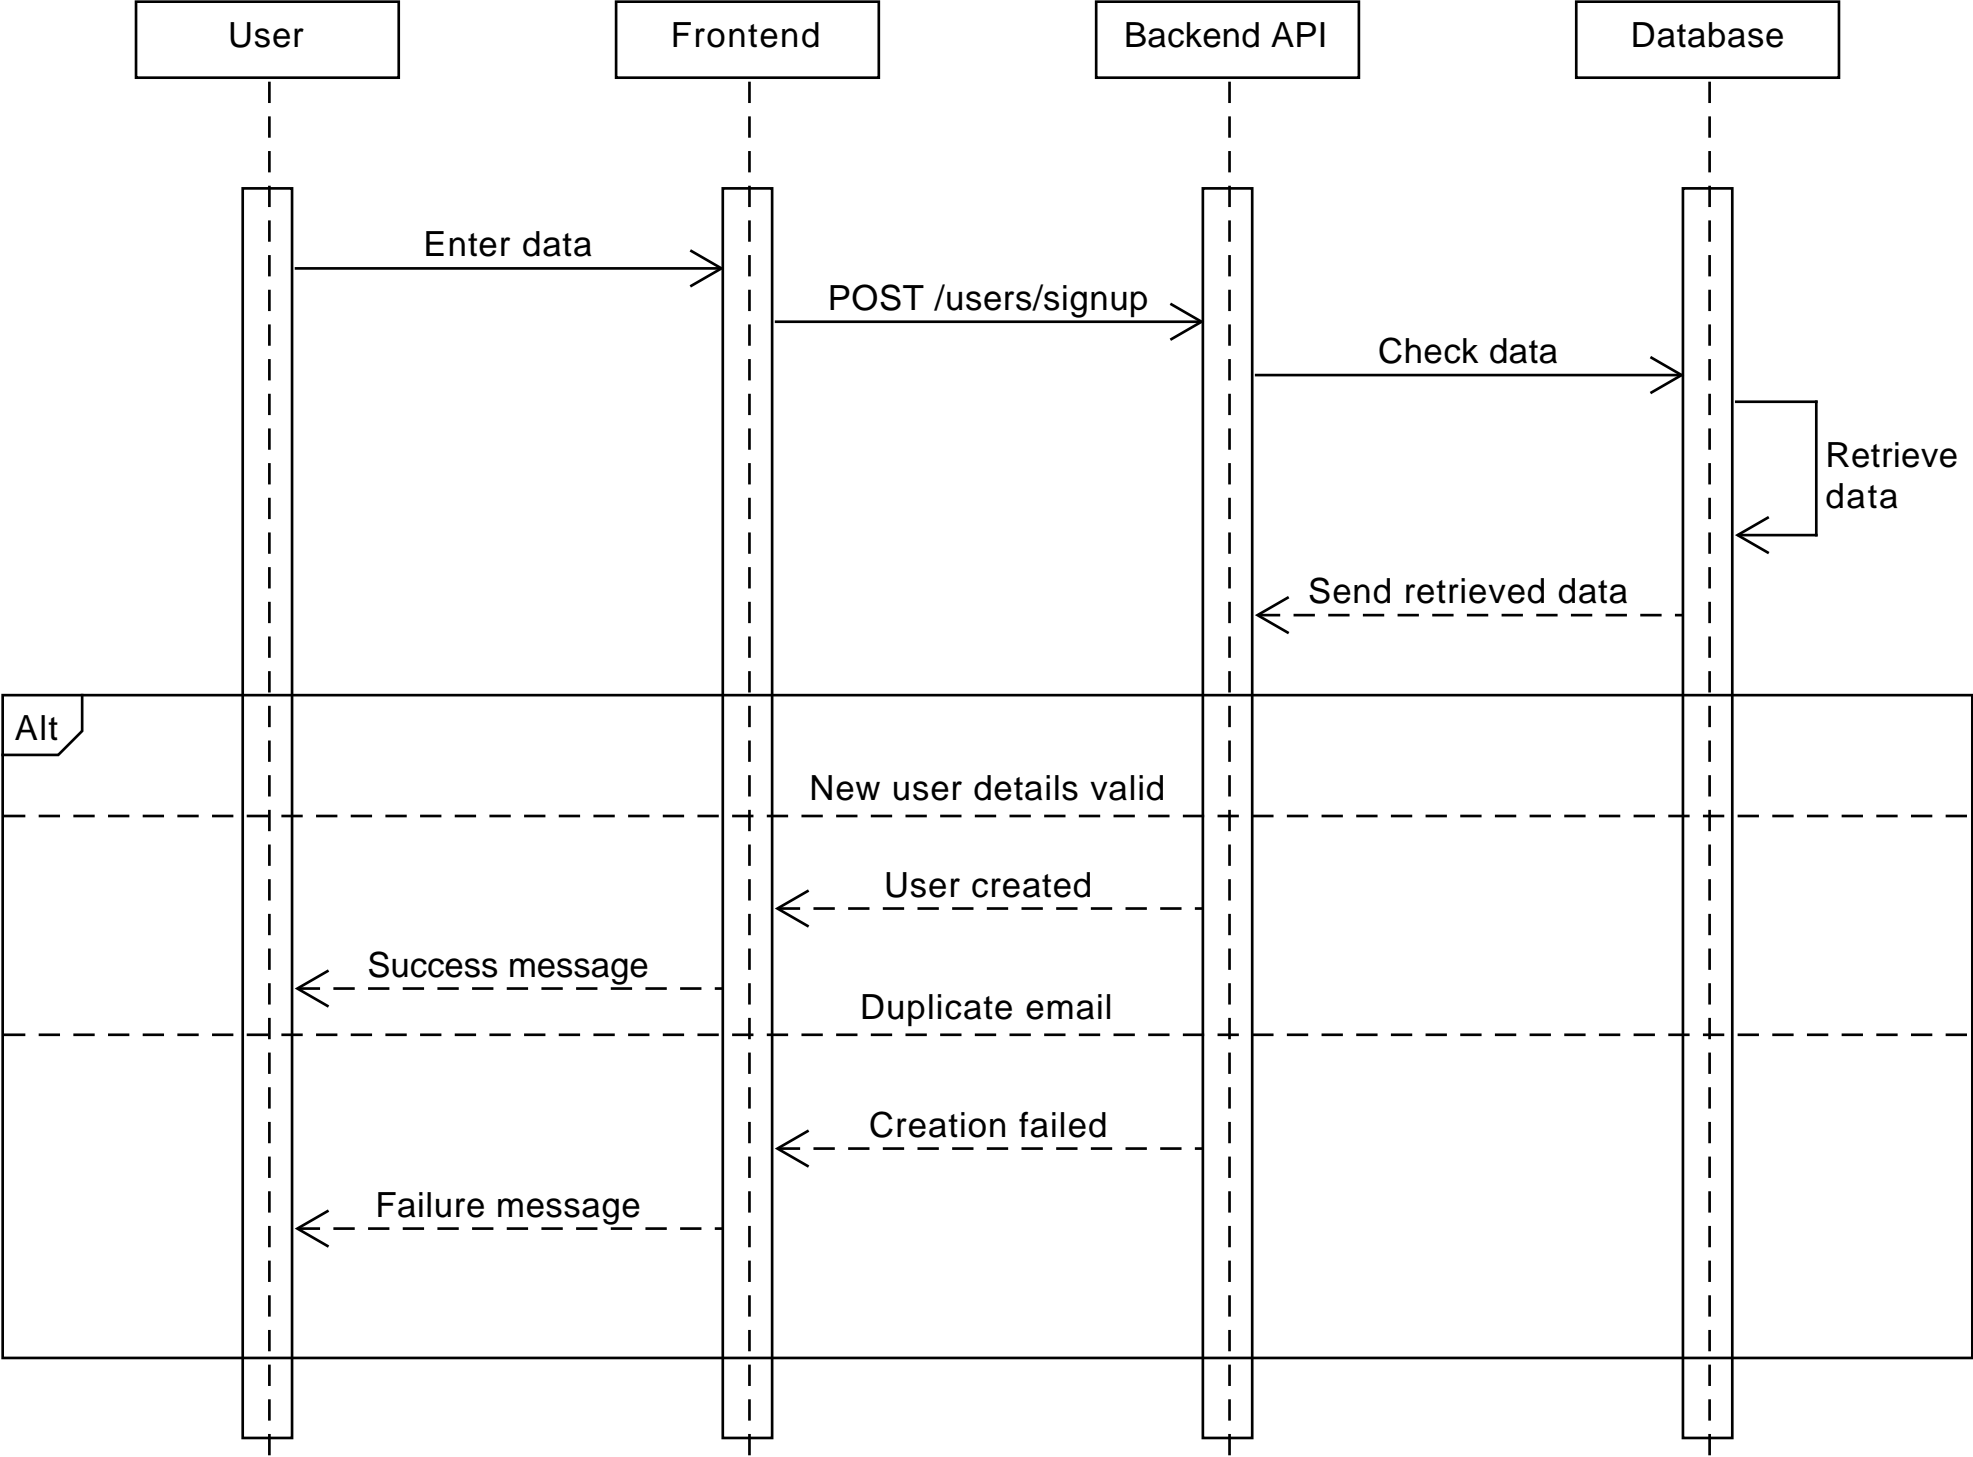 User
Frontend
Backend API
Database
Enter data
POST /users/signup
Check data
Retrieve
data
Send retrieved data
Alt
New user details valid
User created
Success message
Duplicate email
Creation failed
Failure message